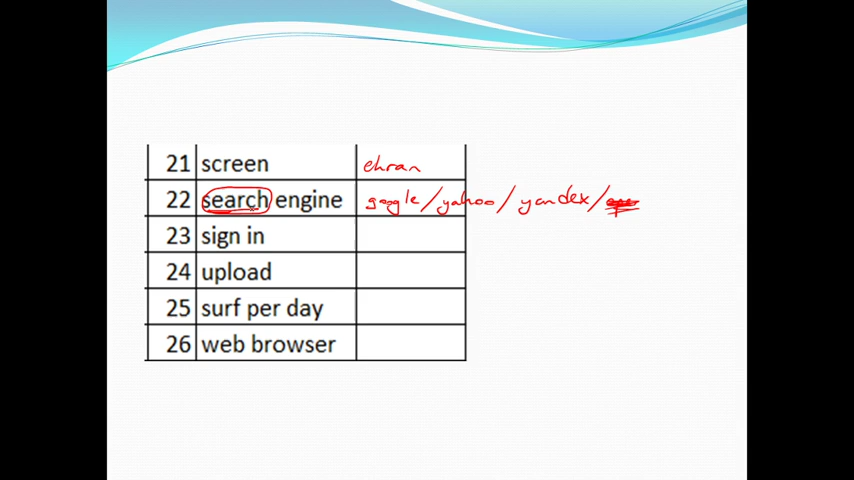 21 screen ekran
22 search engine google/yahoo/yandex/
23 sign in
24 upload
25 surf per day
26 web browser